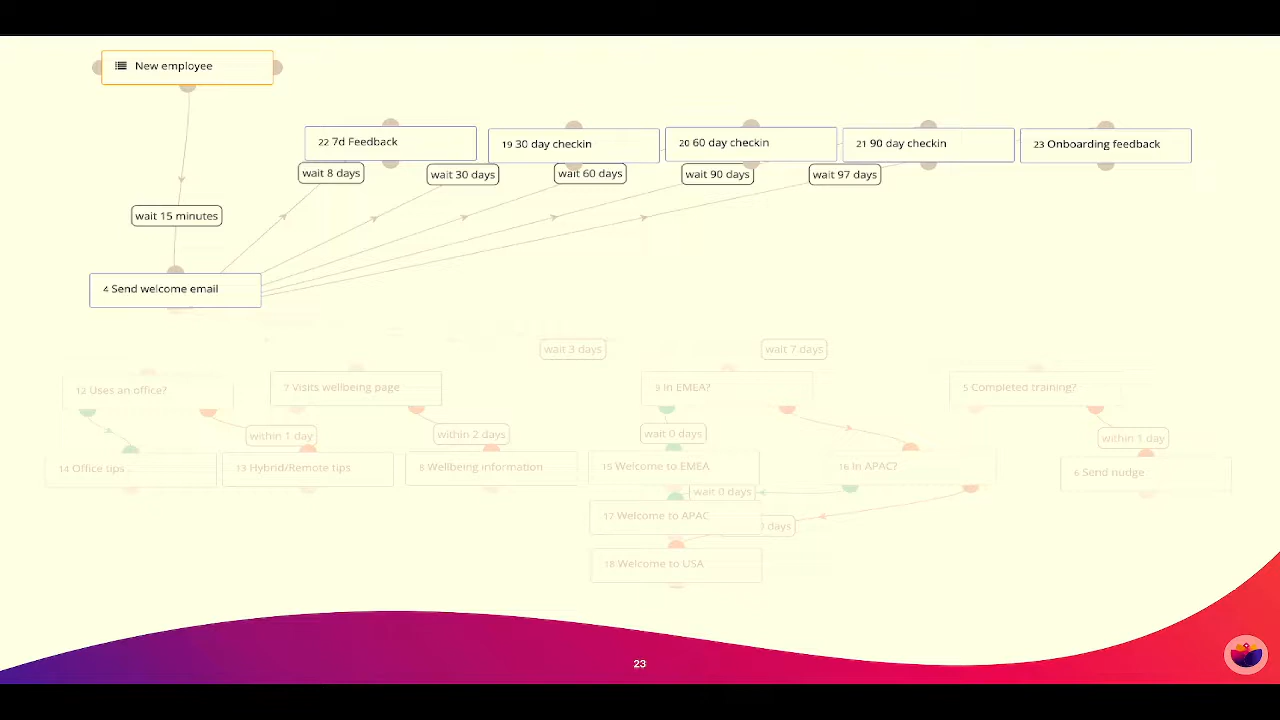 New employee
22 7d Feedback
19 30 day checkin
20 60 day checkin
21 90 day checkin
23 Onboarding feedback
wait 8 days
wait 30 days
wait 60 days
wait 90 days
wait 97 days
wait 15 minutes
4 Send welcome email
wait 3 days
wait 7 days
12 Uses an office?
7 Visits wellbeing page
In EMEA?
5 Completed training?
within 1 day
within 2 days
wait 0 days
within 1 day
14 Office tips
13 Hybrid/Remote tips
8 Wellbeing information
15 Welcome to EMEA
16 In APAC?
6 Send nudge
wait 0 days
17 Welcome to APAC
days
18 Welcome to USA
23